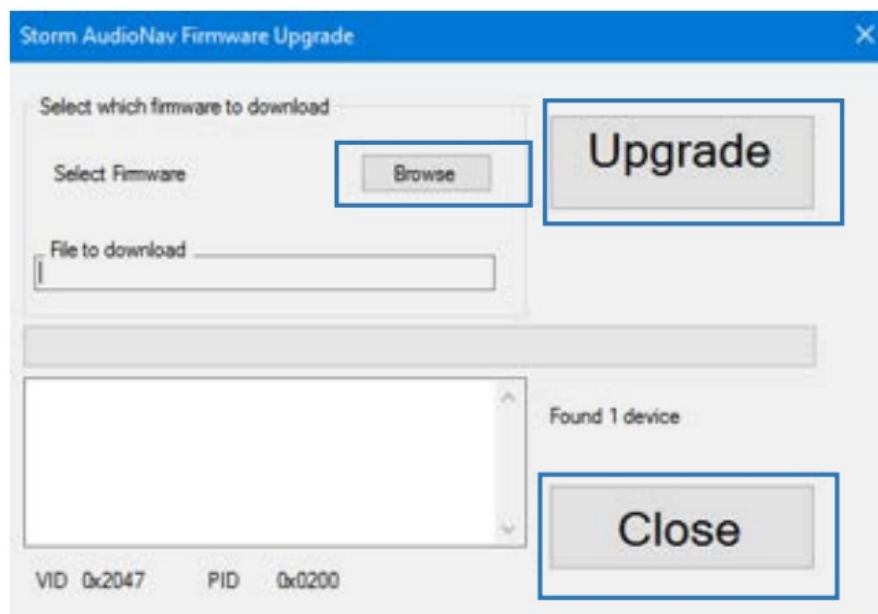 Storm AudioNav Firmware Upgrade
Select which firmware to download
Select Firmware
Browse
Upgrade
File to download
Found 1 device
Close
VID 0x2047 PID 0x0200